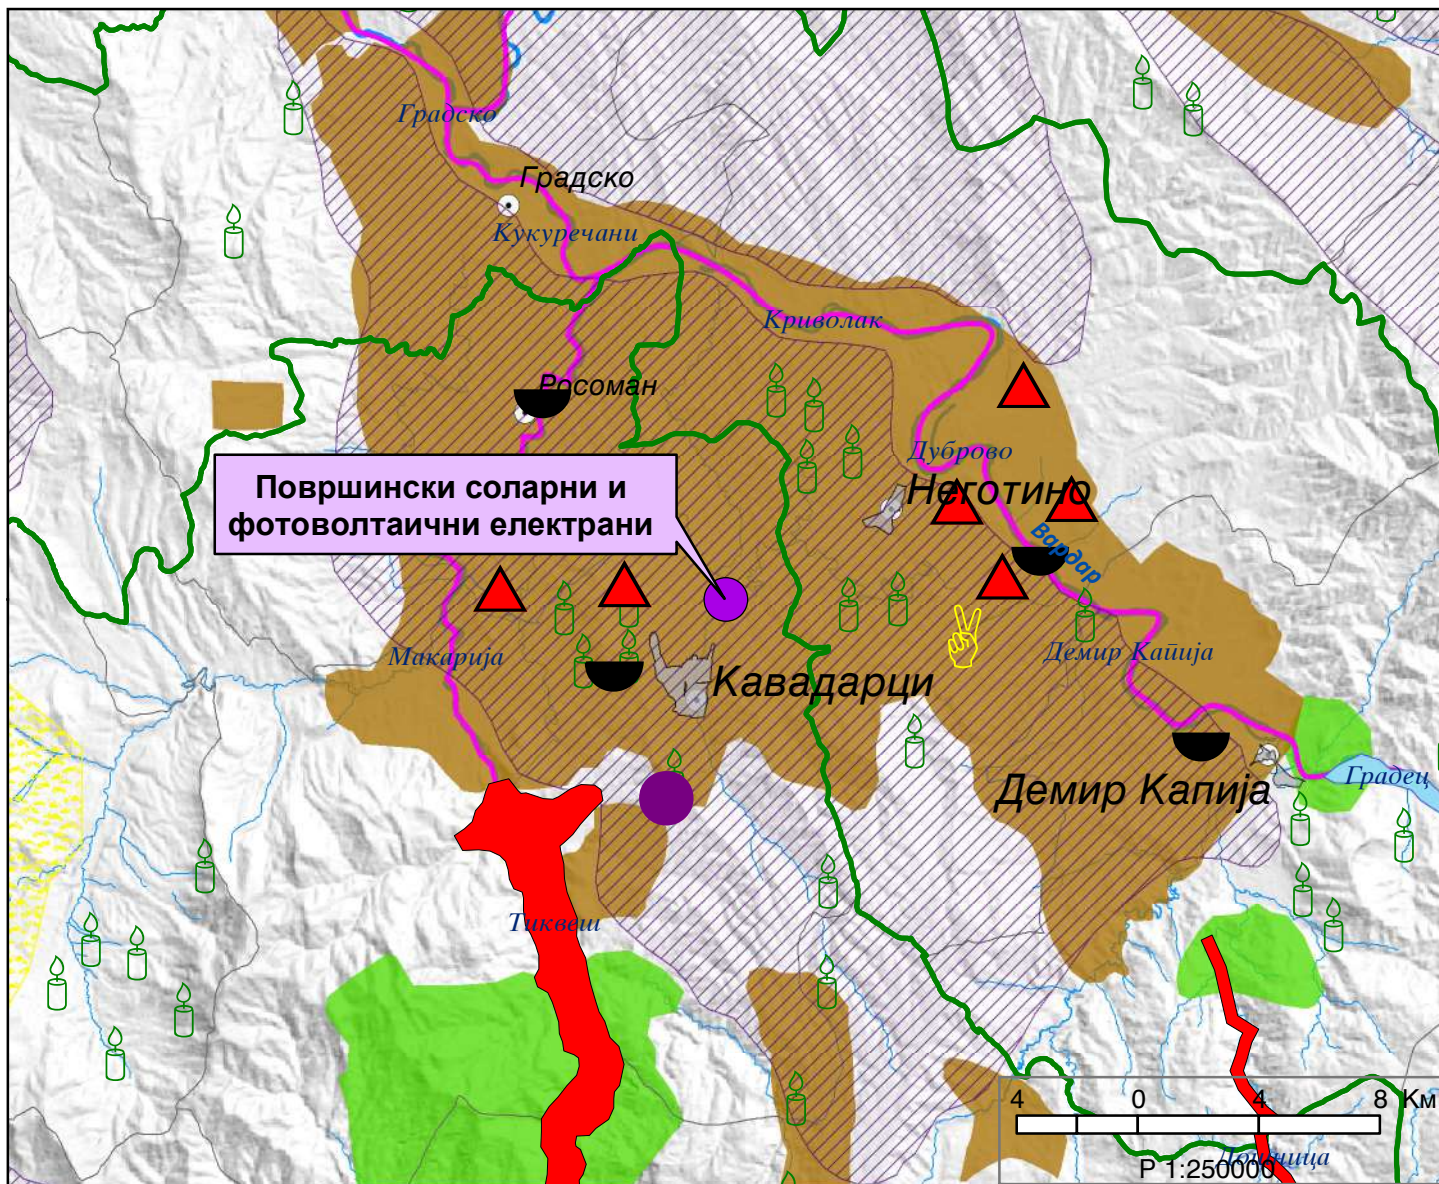 Градско
Градско
Кукуречани
Криволак
Росоман
Дуброво
Неготино
Површински соларни и
фотоволтаични електрани
Вардар
Макарија
Демир Капија
Кавадарци
Градец
Демир Капија
Тиквеш
4 0 4 8 Км
Р 1:250000